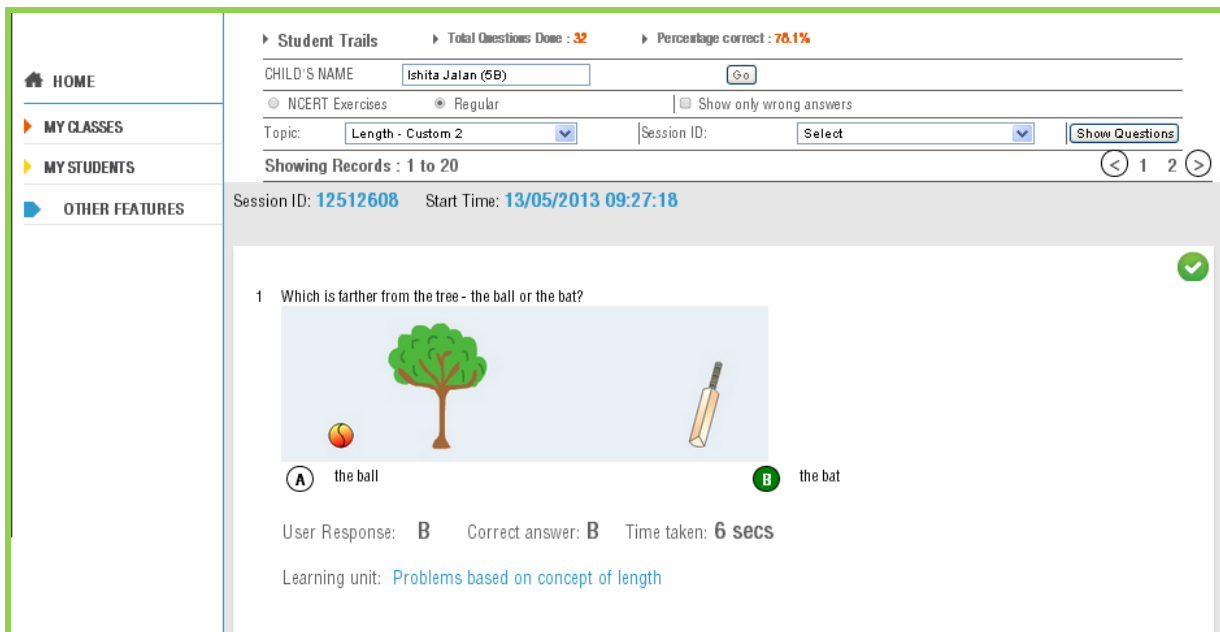 Student Trails Total Questions Done : 32 Percentage correct : 78.1%
HOME
CHILD'S NAME Ishita Jalan (5B) Go
NCERT Exercises Regular Show only wrong answers
MY CLASSES
Topic: Length - Custom 2 Session ID: Select Show Questions
MY STUDENTS
Showing Records : 1 to 20 < 1 2 >
OTHER FEATURES
Session ID: 12512608 Start Time: 13/05/2013 09:27:18
1 Which is farther from the tree - the ball or the bat?
A the ball B the bat
User Response: B Correct answer: B Time taken: 6 secs
Learning unit: Problems based on concept of length